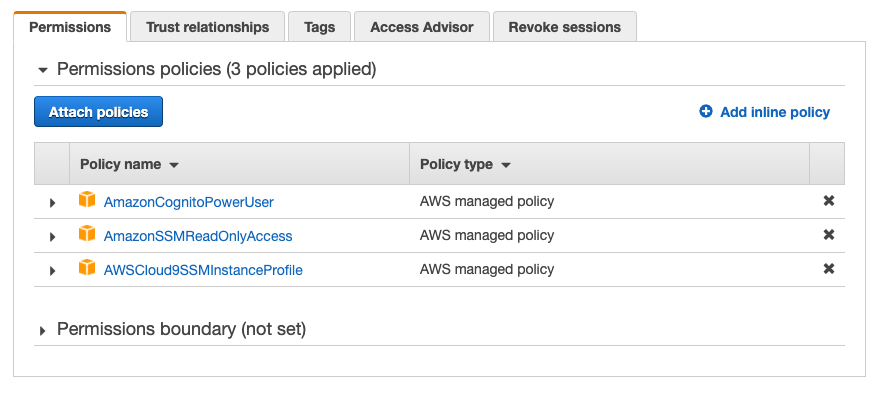 Permissions Trust relationships Tags Access Advisor Revoke sessions
Permissions policies (3 policies applied)
Attach policies Add inline policy
Policy name Policy type
AmazonCognitoPowerUser AWS managed policy
AmazonSSMReadOnlyAccess AWS managed policy
AWSCloud9SSMInstanceProfile AWS managed policy
Permissions boundary (not set)